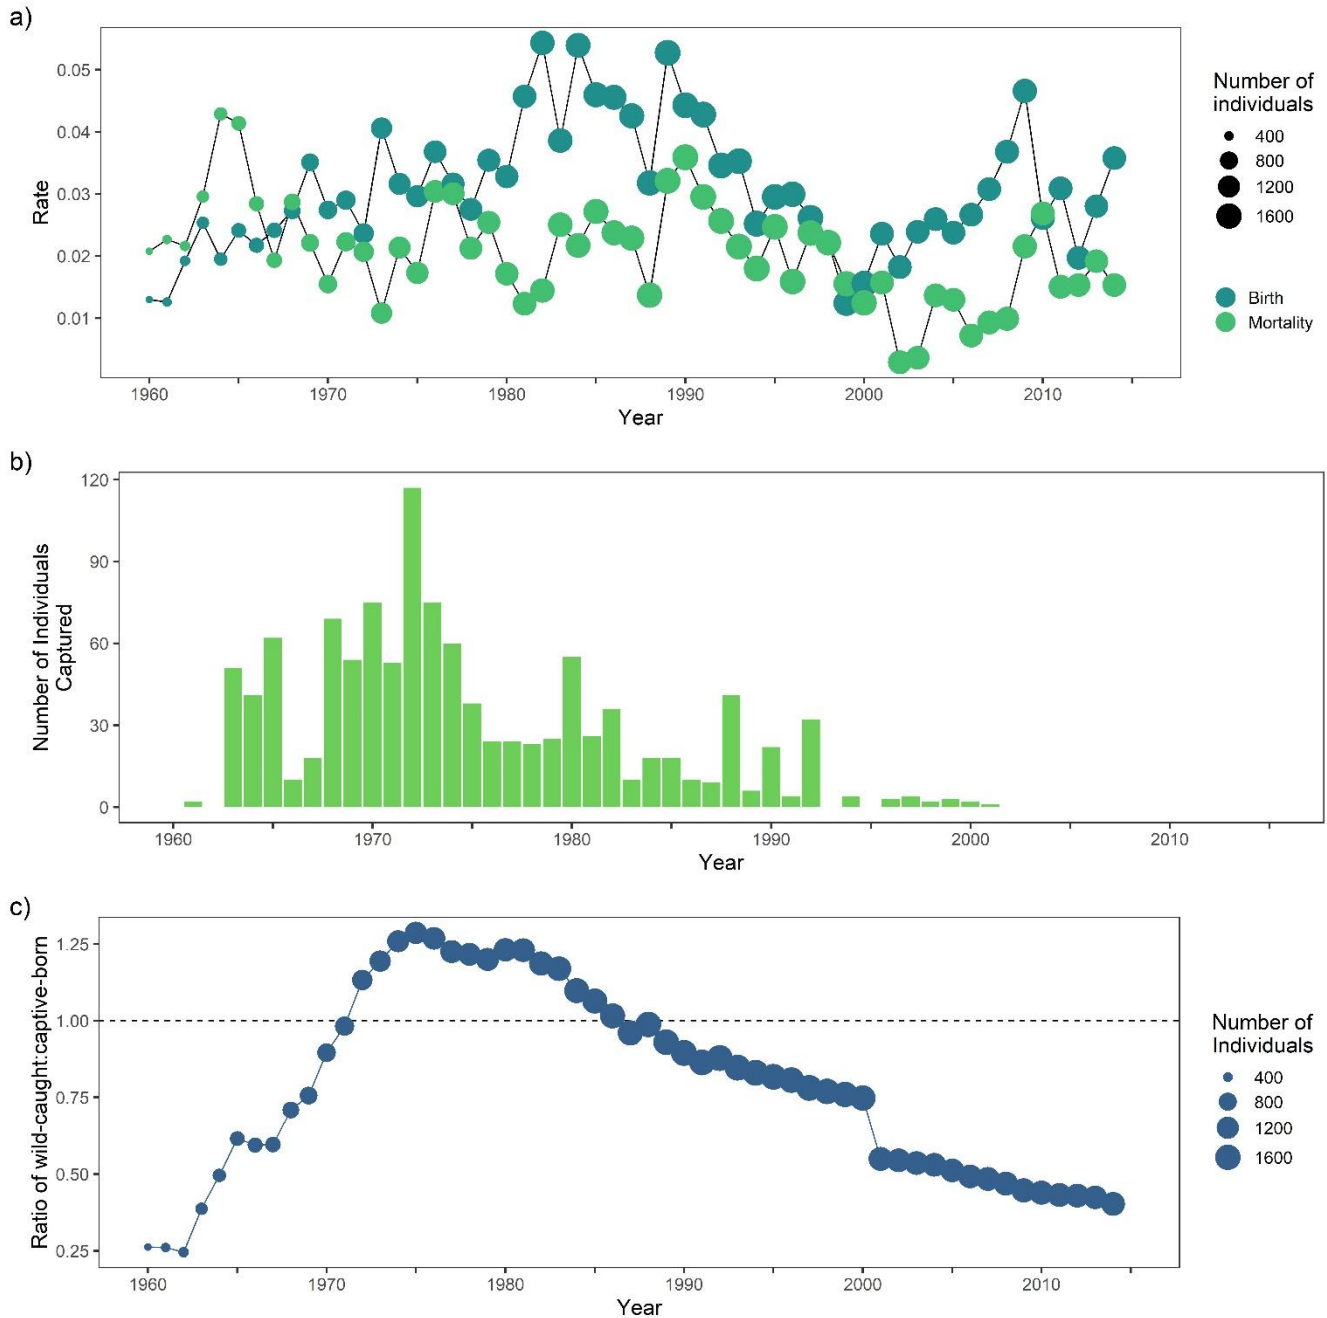 a)
0.05
0.04
0.03
0.02
0.01
Rate
1960 1970 1980 1990 2000 2010
Year
Number of
individuals
400
800
1200
1600
Birth
Mortality
b)
120
90
60
30
0
Number of Individuals
Captured
1960 1970 1980 1990 2000 2010
Year
c)
1.25
1.00
0.75
0.50
0.25
Ratio of wild-caught:captive-born
1960 1970 1980 1990 2000 2010
Year
Number of
Individuals
400
800
1200
1600